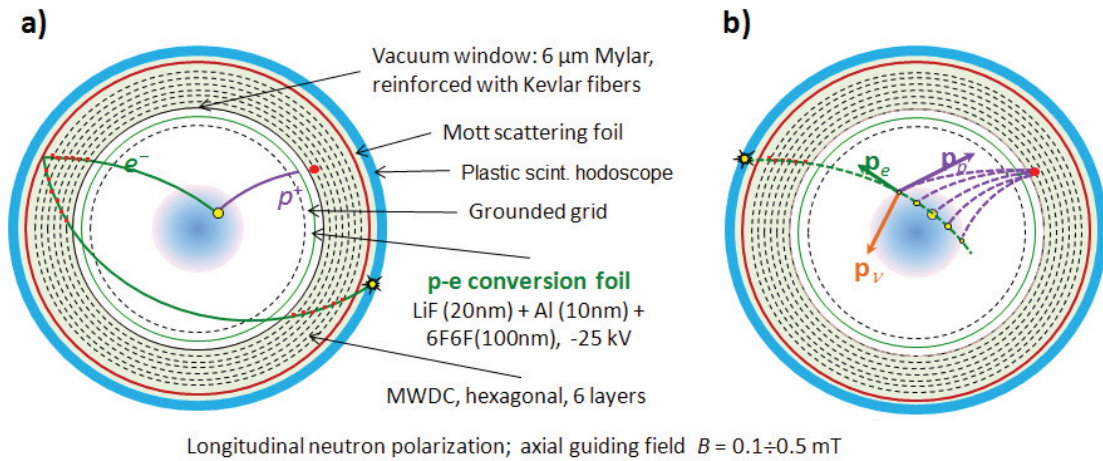 a)
b)
Vacuum window: 6 μm Mylar,
reinforced with Kevlar fibers
Mott scattering foil
Plastic scint. hodoscope
Grounded grid
p-e conversion foil
LiF (20nm) + Al (10nm) +
6F6F(100nm), -25 kV
MWDC, hexagonal, 6 layers
e⁻
p⁺
p_e
p_p
p_ν
Longitudinal neutron polarization; axial guiding field B = 0.1÷0.5 mT